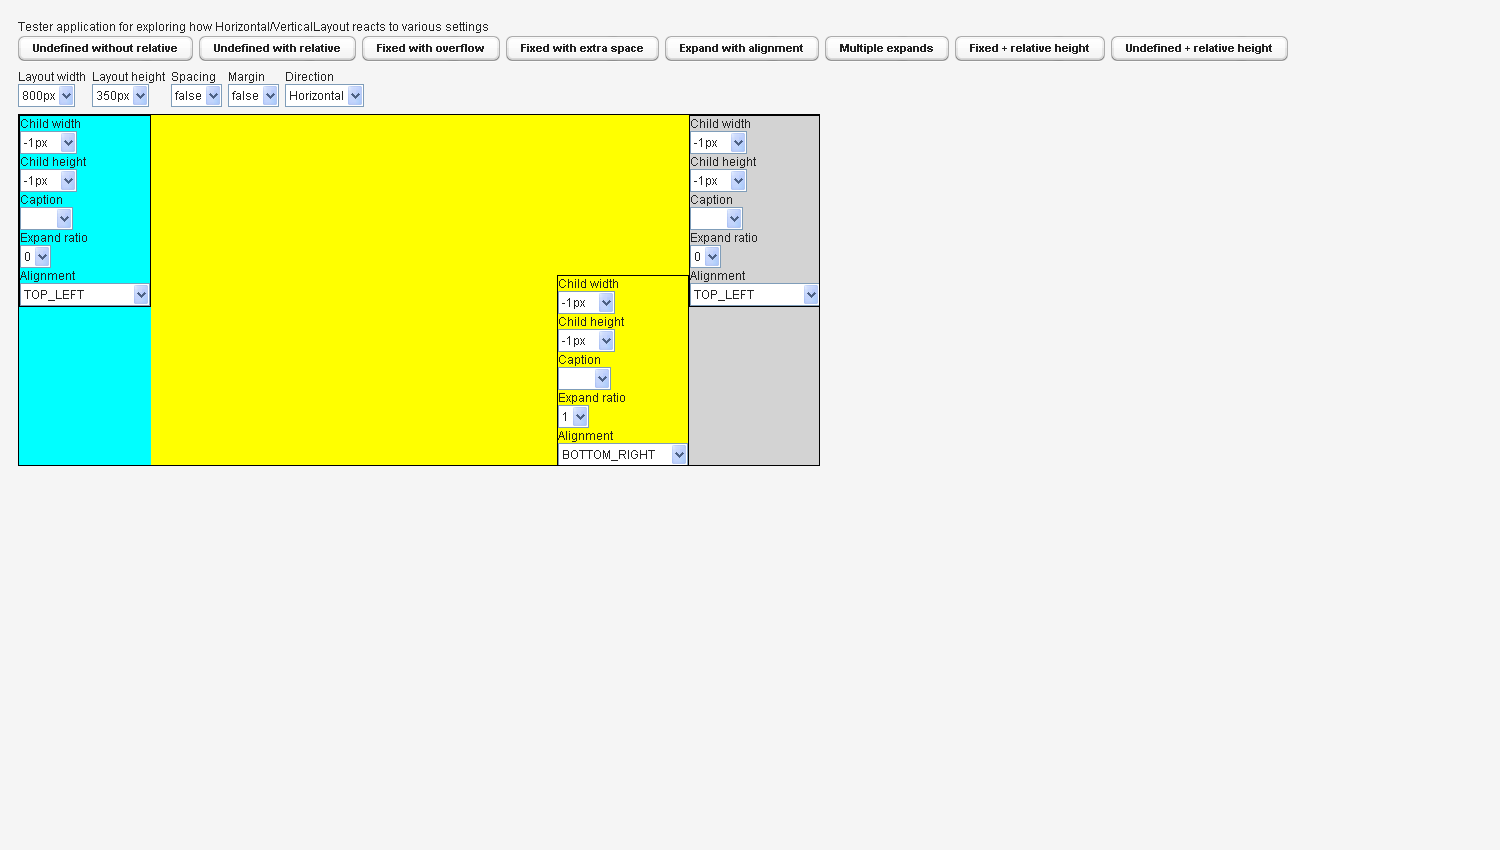 Tester application for exploring how Horizontal/VerticalLayout reacts to various settings
Undefined without relative Undefined with relative Fixed with overflow Fixed with extra space Expand with alignment Multiple expands Fixed + relative height Undefined + relative height
Layout width Layout height Spacing Margin Direction
800px 350px false false Horizontal
Child width
-1px
Child height
-1px
Caption
Expand ratio
0
Alignment
TOP_LEFT
Child width
-1px
Child height
-1px
Caption
Expand ratio
1
Alignment
BOTTOM_RIGHT
Child width
-1px
Child height
-1px
Caption
Expand ratio
0
Alignment
TOP_LEFT